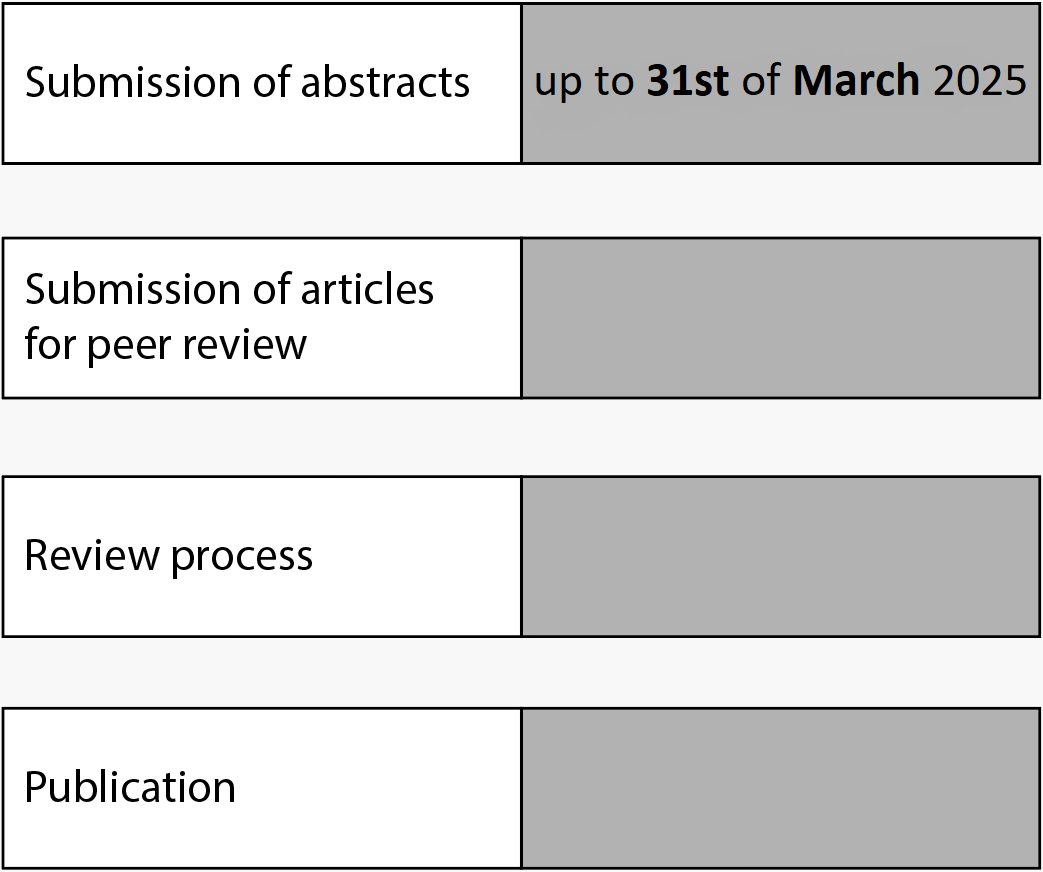 Submission of abstracts
up to 31st of March 2025
Submission of articles
for peer review
Review process
Publication